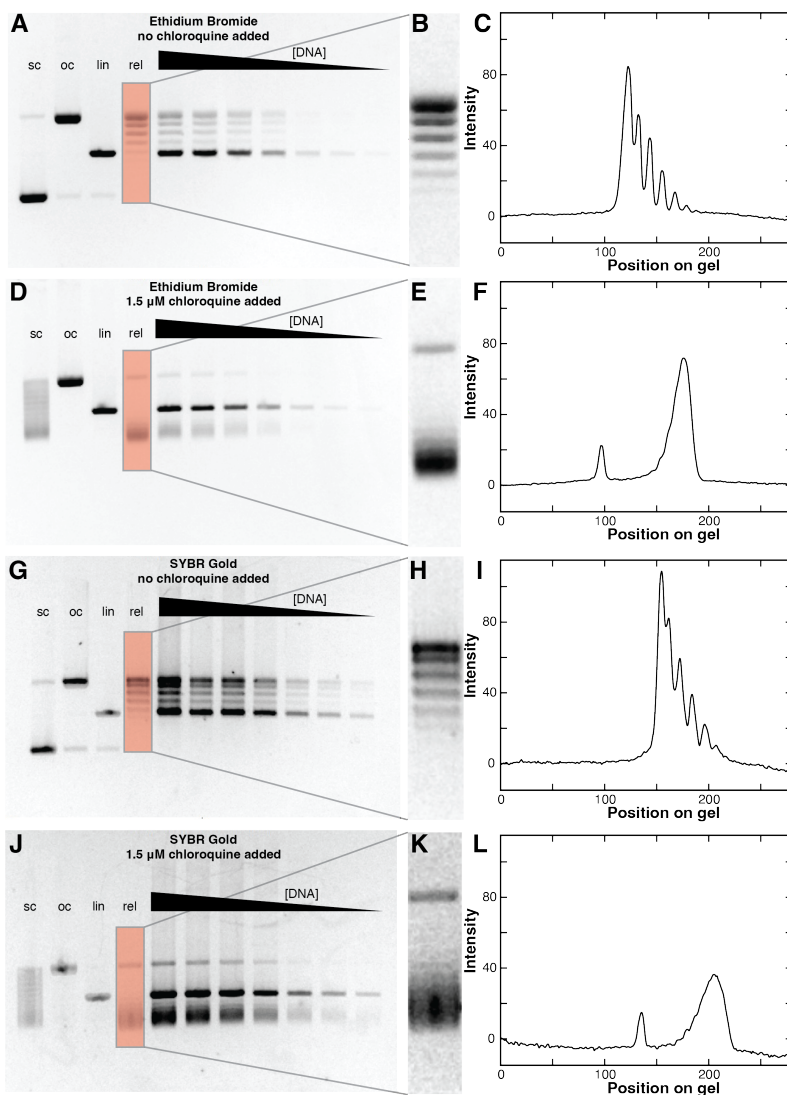 A
Ethidium Bromide
no chloroquine added
[DNA]
sc oc lin rel
B
C
80
40
0
Intensity
0 100 200
Position on gel
D
Ethidium Bromide
1.5 µM chloroquine added
[DNA]
sc oc lin rel
E
F
80
40
0
Intensity
0 100 200
Position on gel
G
SYBR Gold
no chloroquine added
[DNA]
sc oc lin rel
H
I
80
40
0
Intensity
0 100 200
Position on gel
J
SYBR Gold
1.5 µM chloroquine added
[DNA]
sc oc lin rel
K
L
80
40
0
Intensity
0 100 200
Position on gel